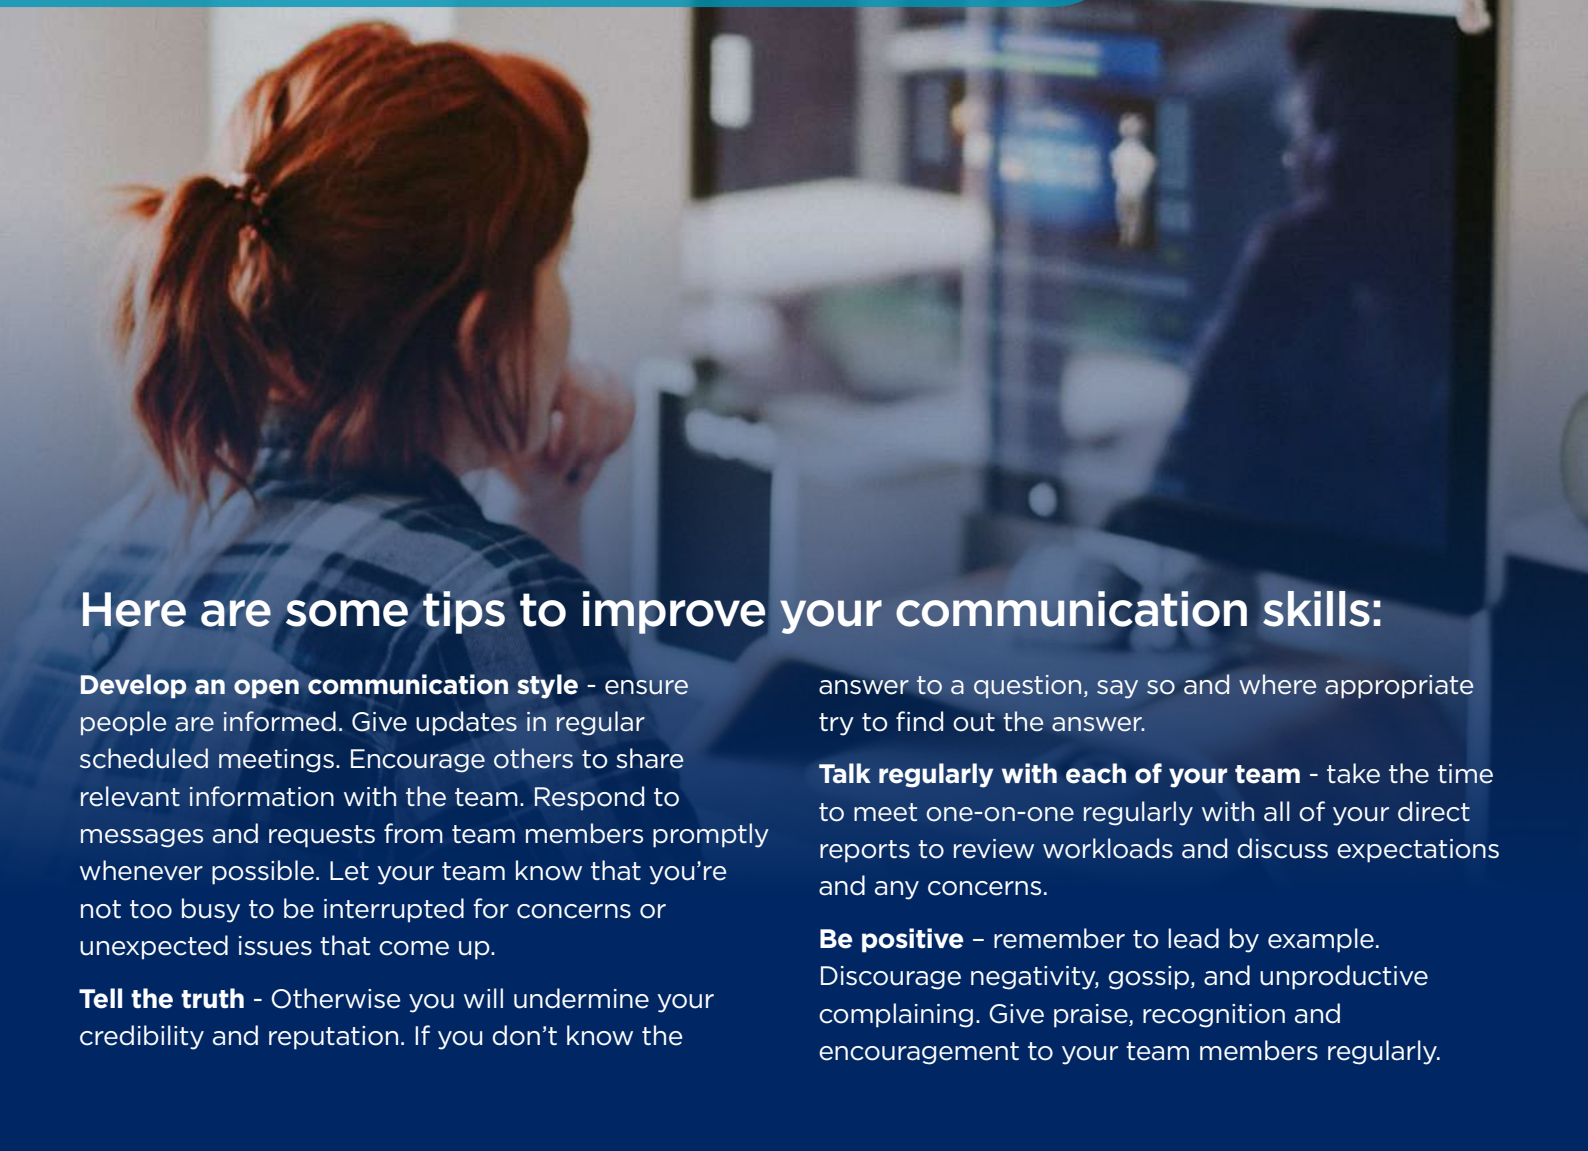 Here are some tips to improve your communication skills:
Develop an open communication style - ensure
people are informed. Give updates in regular
scheduled meetings. Encourage others to share
relevant information with the team. Respond to
messages and requests from team members promptly
whenever possible. Let your team know that you’re
not too busy to be interrupted for concerns or
unexpected issues that come up.
Tell the truth - Otherwise you will undermine your
credibility and reputation. If you don’t know the
answer to a question, say so and where appropriate
try to find out the answer.
Talk regularly with each of your team - take the time
to meet one-on-one regularly with all of your direct
reports to review workloads and discuss expectations
and any concerns.
Be positive – remember to lead by example.
Discourage negativity, gossip, and unproductive
complaining. Give praise, recognition and
encouragement to your team members regularly.